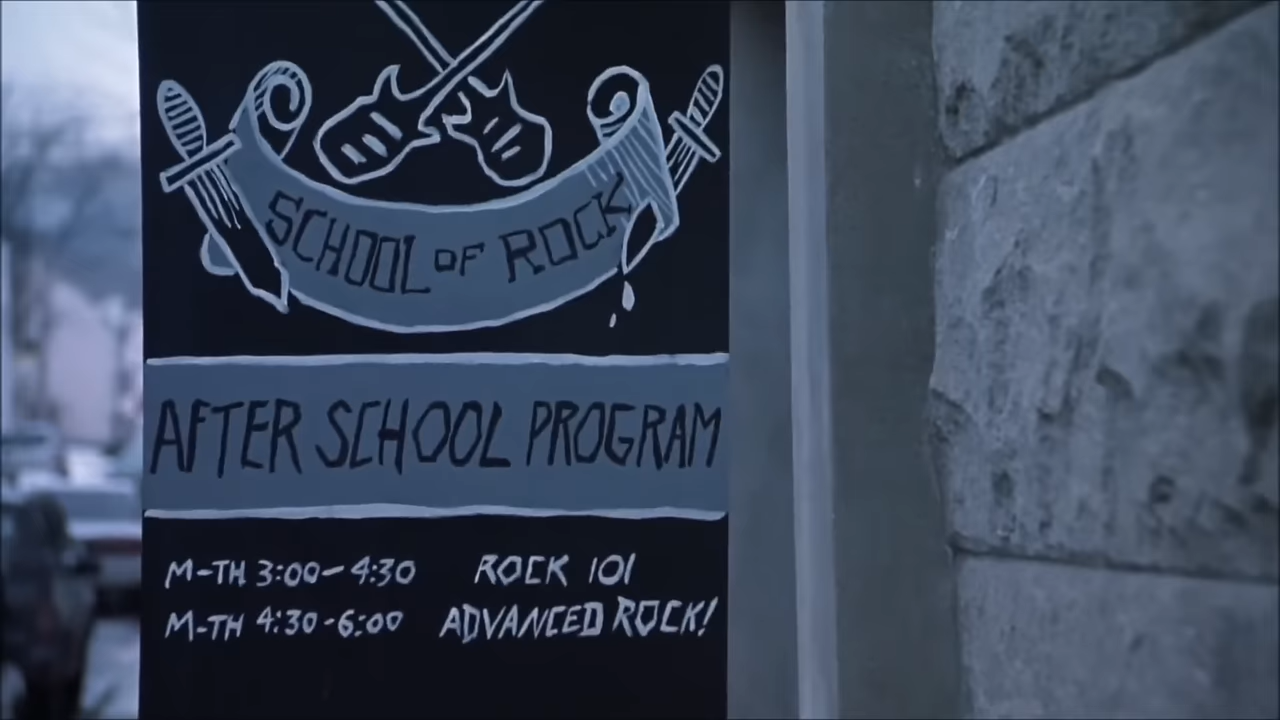 SCHOOL OF ROCK
AFTER SCHOOL PROGRAM
M-TH 3:00-4:30 ROCK 101
M-TH 4:30-6:00 ADVANCED ROCK!